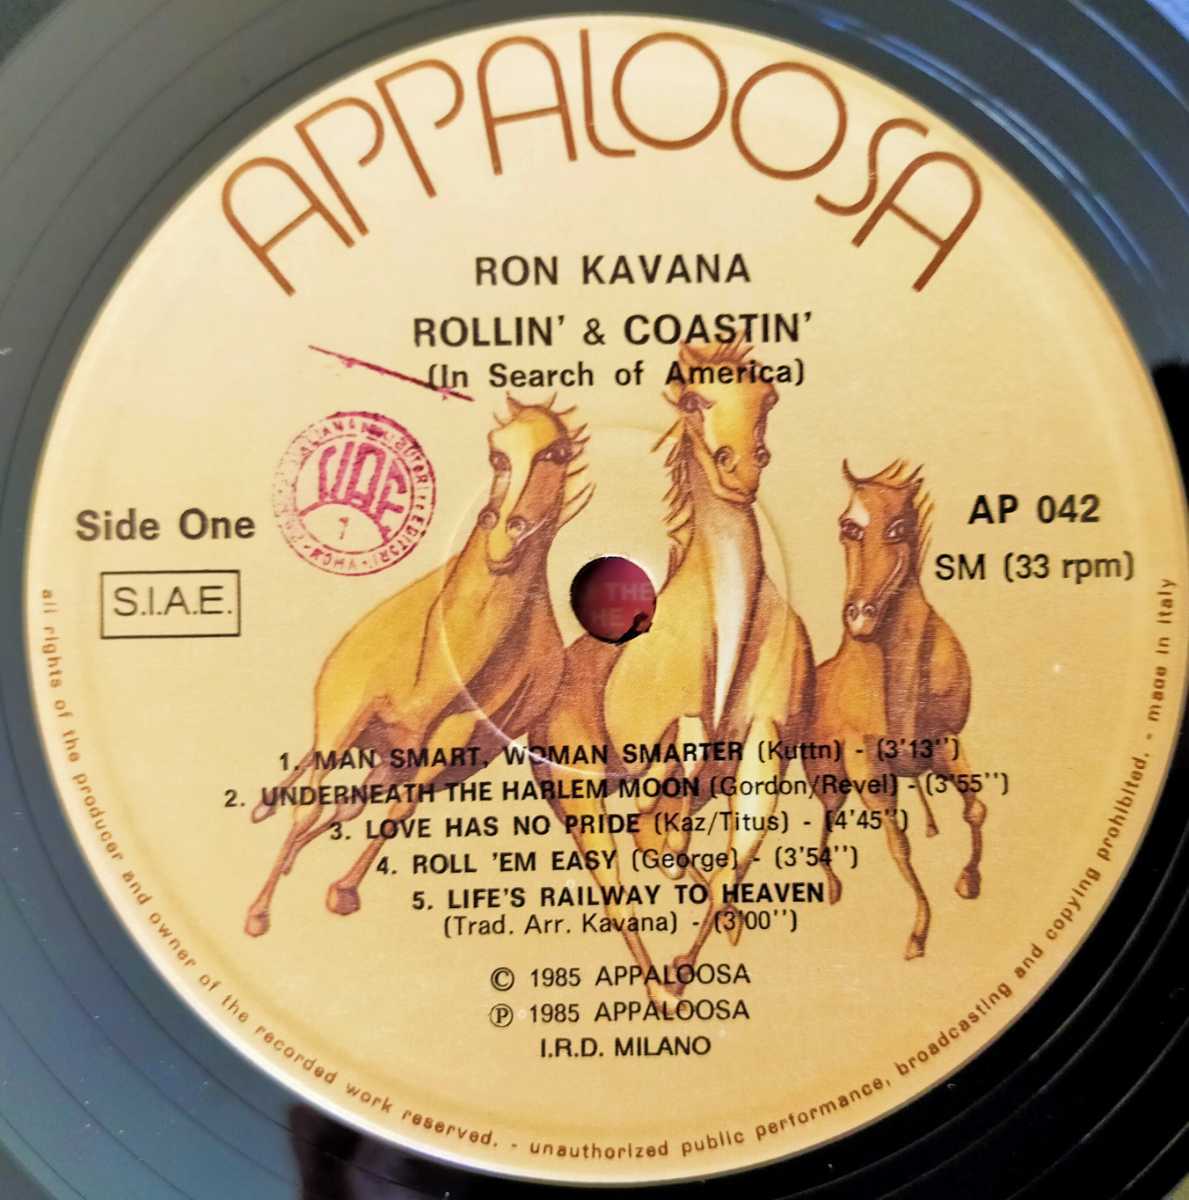 APPALOOSA
RON KAVANA
ROLLIN' & COASTIN'
(In Search of America)
Side One
S.I.A.E.
AP 042
SM (33 rpm)
1. MAN SMART, WOMAN SMARTER (Kuttn) - (3'13'')
2. UNDERNEATH THE HARLEM MOON (Gordon/Revel) - (3'55'')
3. LOVE HAS NO PRIDE (Kaz/Titus) - (4'45'')
4. ROLL 'EM EASY (George) - (3'54'')
5. LIFE'S RAILWAY TO HEAVEN
(Trad. Arr. Kavana) - (3'00'')
© 1985 APPALOOSA
℗ 1985 APPALOOSA
I.R.D. MILANO
all rights of the producer and owner of the recorded work reserved. - unauthorized public performance, broadcasting and copying prohibited. - made in Italy
SIAE
THE